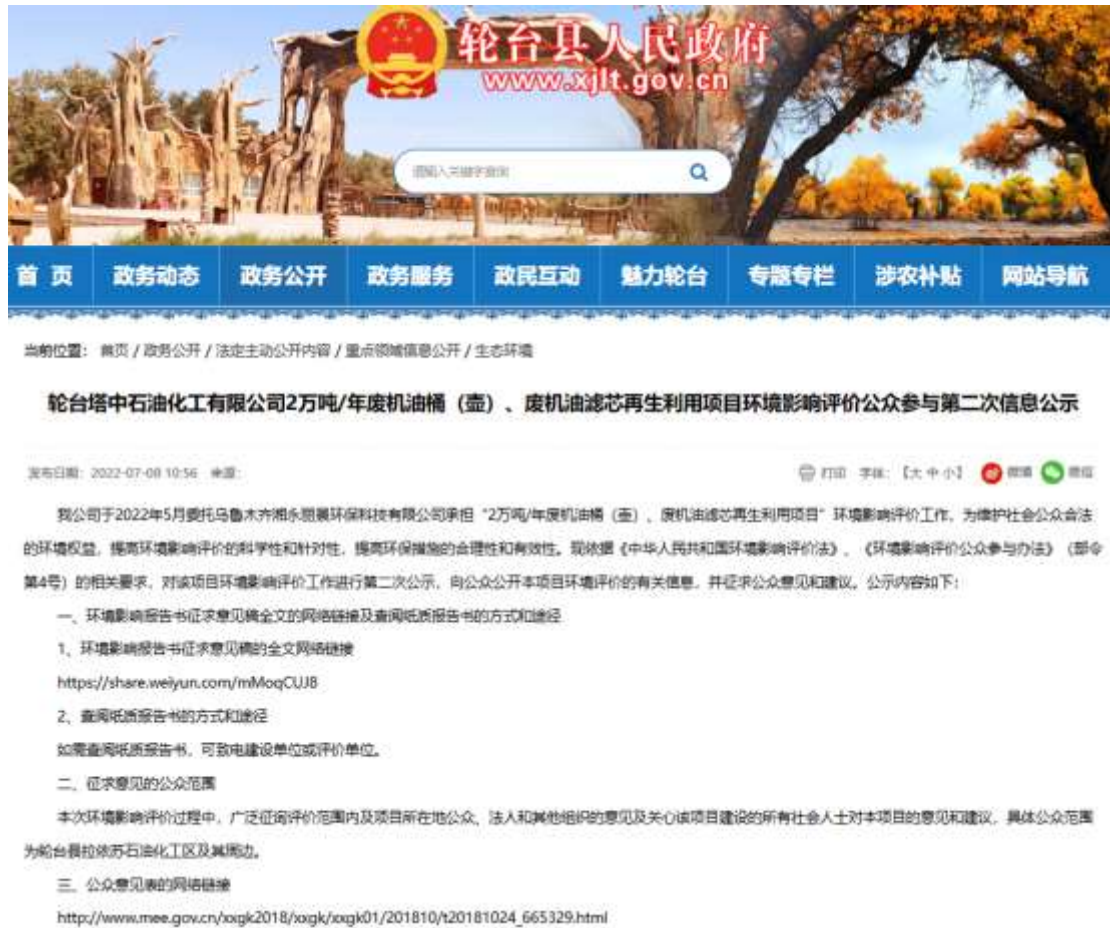 轮台县人民政府
www.xjlt.gov.cn
请输入关键字查询
首 页 政务动态 政务公开 政务服务 政民互动 魅力轮台 专题专栏 涉农补贴 网站导航
当前位置： 首页 / 政务公开 / 法定主动公开内容 / 重点领域信息公开 / 生态环境
轮台塔中石油化工有限公司2万吨/年废机油桶（壶）、废机油滤芯再生利用项目环境影响评价公众参与第二次信息公示
发布日期： 2022-07-08 10:56 来源： 打印 字体：【大 中 小】 微博 微信
我公司于2022年5月委托乌鲁木齐湘永丽景环保科技有限公司承担“2万吨/年废机油桶（壶）、废机油滤芯再生利用项目”环境影响评价工作，为维护社会公众合法
的环境权益，提高环境影响评价的科学性和针对性，提高环保措施的合理性和有效性。现依据《中华人民共和国环境影响评价法》、《环境影响评价公众参与办法》（部令
第4号）的相关要求，对该项目环境影响评价工作进行第二次公示，向公众公开本项目环境评价的有关信息，并征求公众意见和建议。公示内容如下：
一、环境影响报告书征求意见稿全文的网络链接及查阅纸质报告书的方式和途径
1、环境影响报告书征求意见稿的全文网络链接
https://share.weiyun.com/mMoqCUJ8
2、查阅纸质报告书的方式和途径
如需查阅纸质报告书，可致电建设单位或评价单位。
二、征求意见的公众范围
本次环境影响评价过程中，广泛征询评价范围内及项目所在地公众、法人和其他组织的意见及关心该项目建设的所有社会人士对本项目的意见和建议，具体公众范围
为轮台县拉依苏石油化工区及其周边。
三、公众意见表的网络链接
http://www.mee.gov.cn/xxgk2018/xxgk/xxgk01/201810/t20181024_665329.html